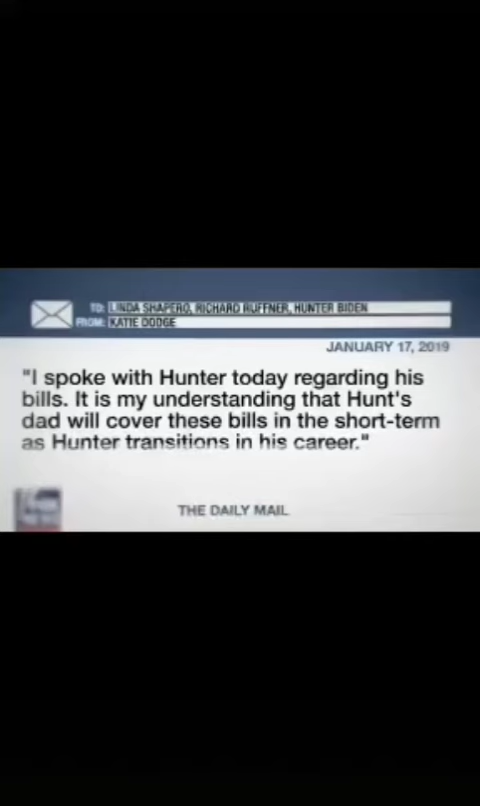 TO: LINDA SHAPERO, RICHARD RUFFNER, HUNTER BIDEN
FROM: KATIE DODGE
JANUARY 17, 2019
"I spoke with Hunter today regarding his
bills. It is my understanding that Hunt's
dad will cover these bills in the short-term
as Hunter transitions in his career."
THE DAILY MAIL